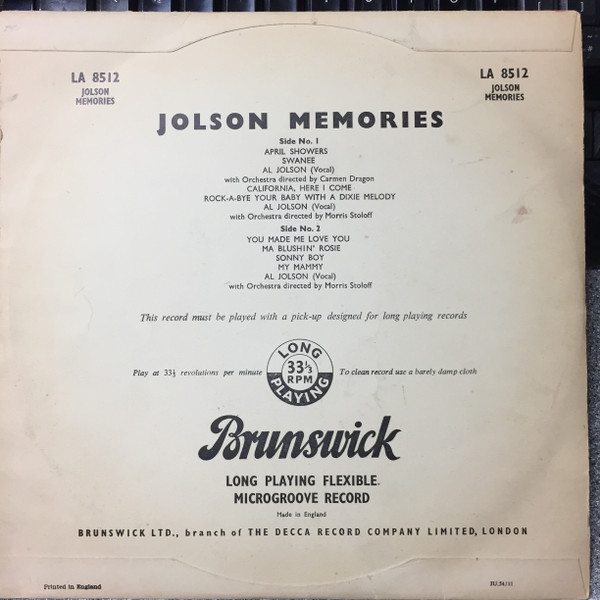 LA 8512
JOLSON
MEMORIES
LA 8512
JOLSON
MEMORIES
JOLSON MEMORIES
Side No. 1
APRIL SHOWERS
SWANEE
AL JOLSON (Vocal)
with Orchestra directed by Carmen Dragon
CALIFORNIA, HERE I COME
ROCK-A-BYE YOUR BABY WITH A DIXIE MELODY
AL JOLSON (Vocal)
with Orchestra directed by Morris Stoloff
Side No. 2
YOU MADE ME LOVE YOU
MA BLUSHIN' ROSIE
SONNY BOY
MY MAMMY
AL JOLSON (Vocal)
with Orchestra directed by Morris Stoloff
This record must be played with a pick-up designed for long playing records
Play at 33⅓ revolutions per minute
LONG
33⅓
RPM
PLAYING
To clean record use a barely damp cloth
Brunswick
LONG PLAYING FLEXIBLE
MICROGROOVE RECORD
Made in England
BRUNSWICK LTD., branch of THE DECCA RECORD COMPANY LIMITED, LONDON
Printed in England